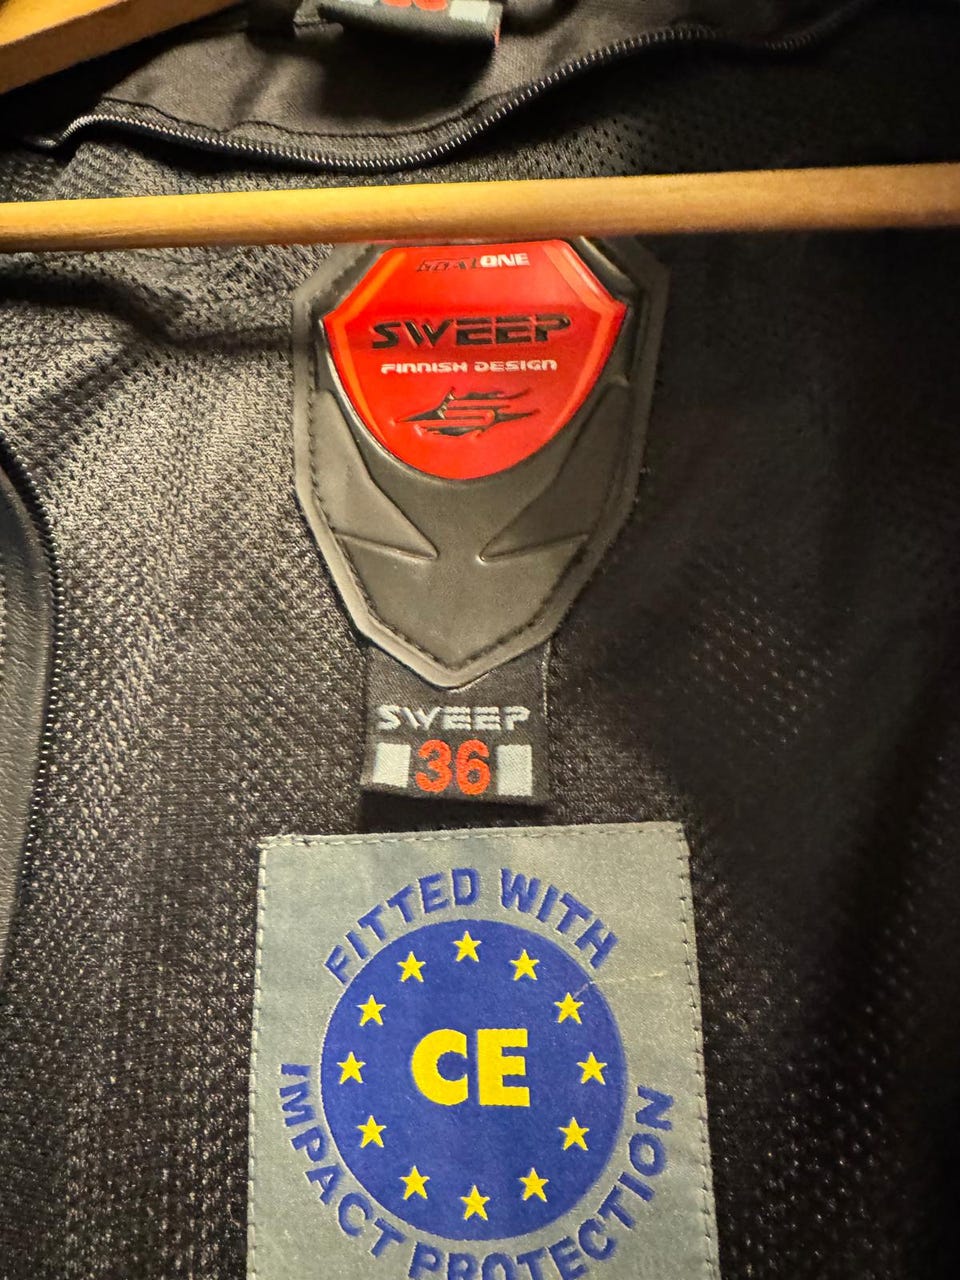 GOALONE
SWEEP
FINNISH DESIGN
S
SWEEP
36
FITTED WITH
CE
IMPACT PROTECTION